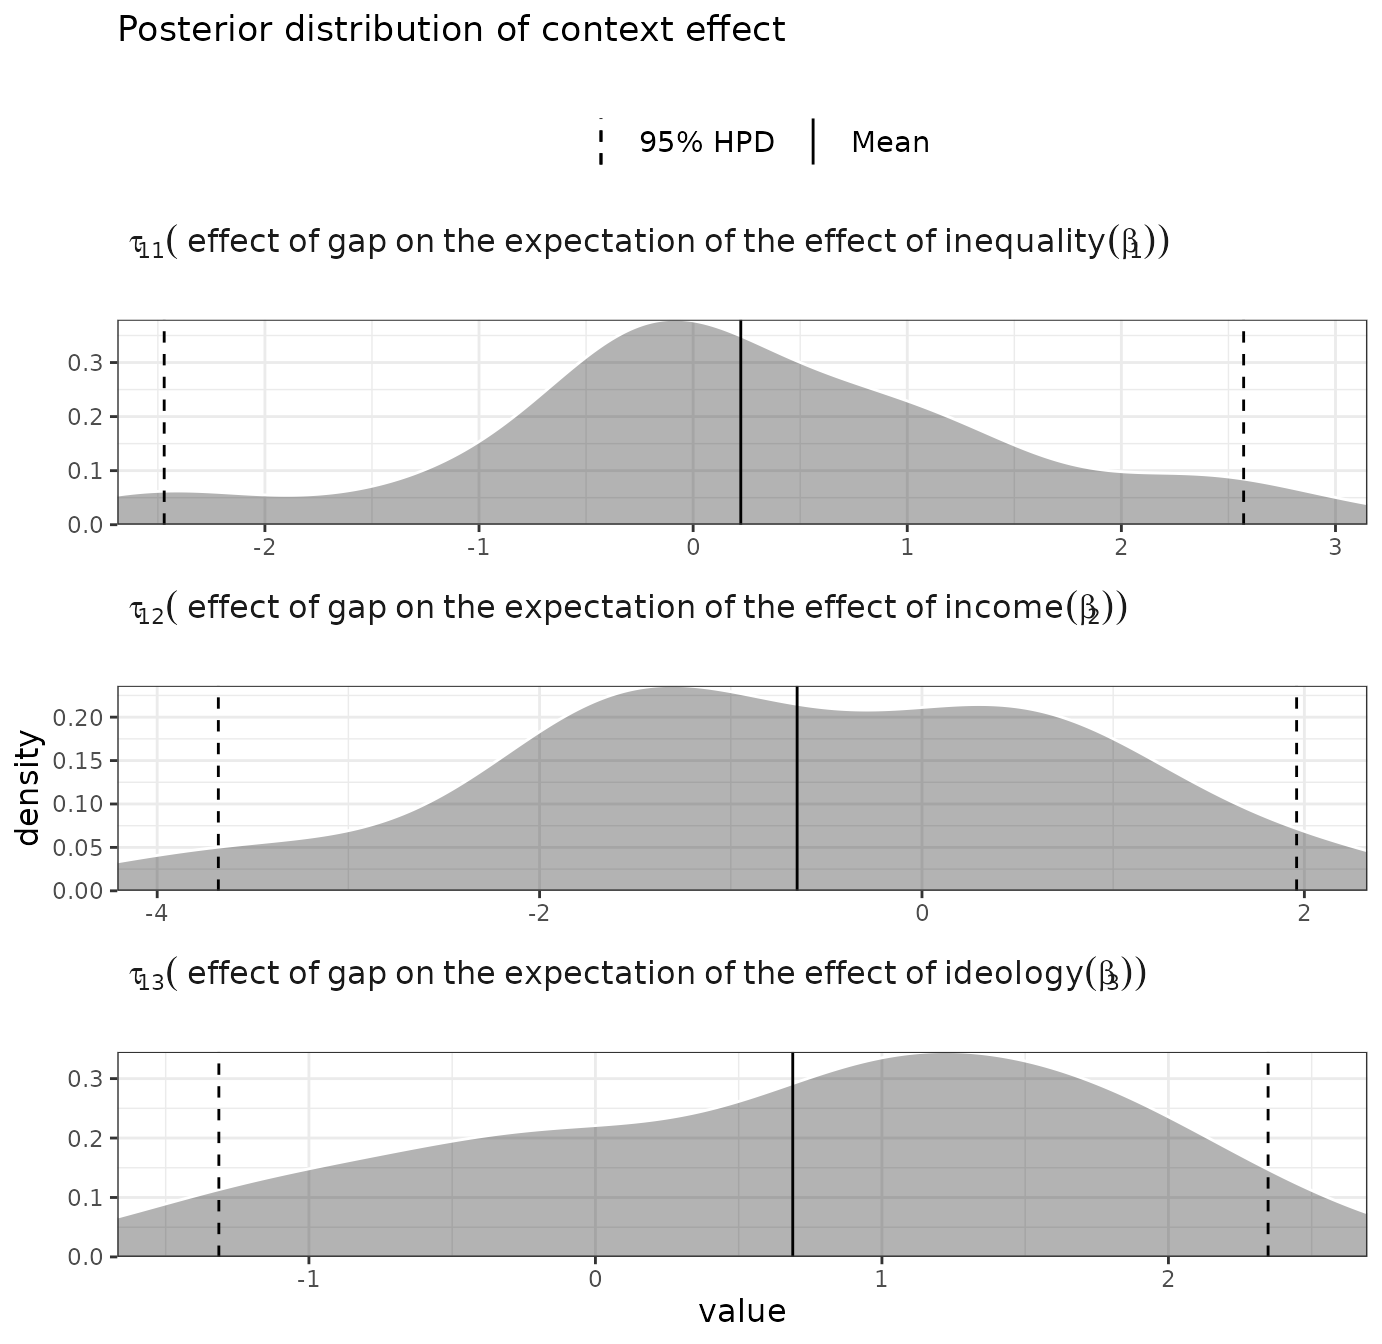 Posterior distribution of context effect
95% HPD Mean
τ11( effect of gap on the expectation of the effect of inequality(β1))
0.3
0.2
0.1
0.0
-2 -1 0 1 2 3
τ12( effect of gap on the expectation of the effect of income(β2))
density
0.20
0.15
0.10
0.05
0.00
-4 -2 0 2
τ13( effect of gap on the expectation of the effect of ideology(β3))
0.3
0.2
0.1
0.0
-1 0 1 2
value